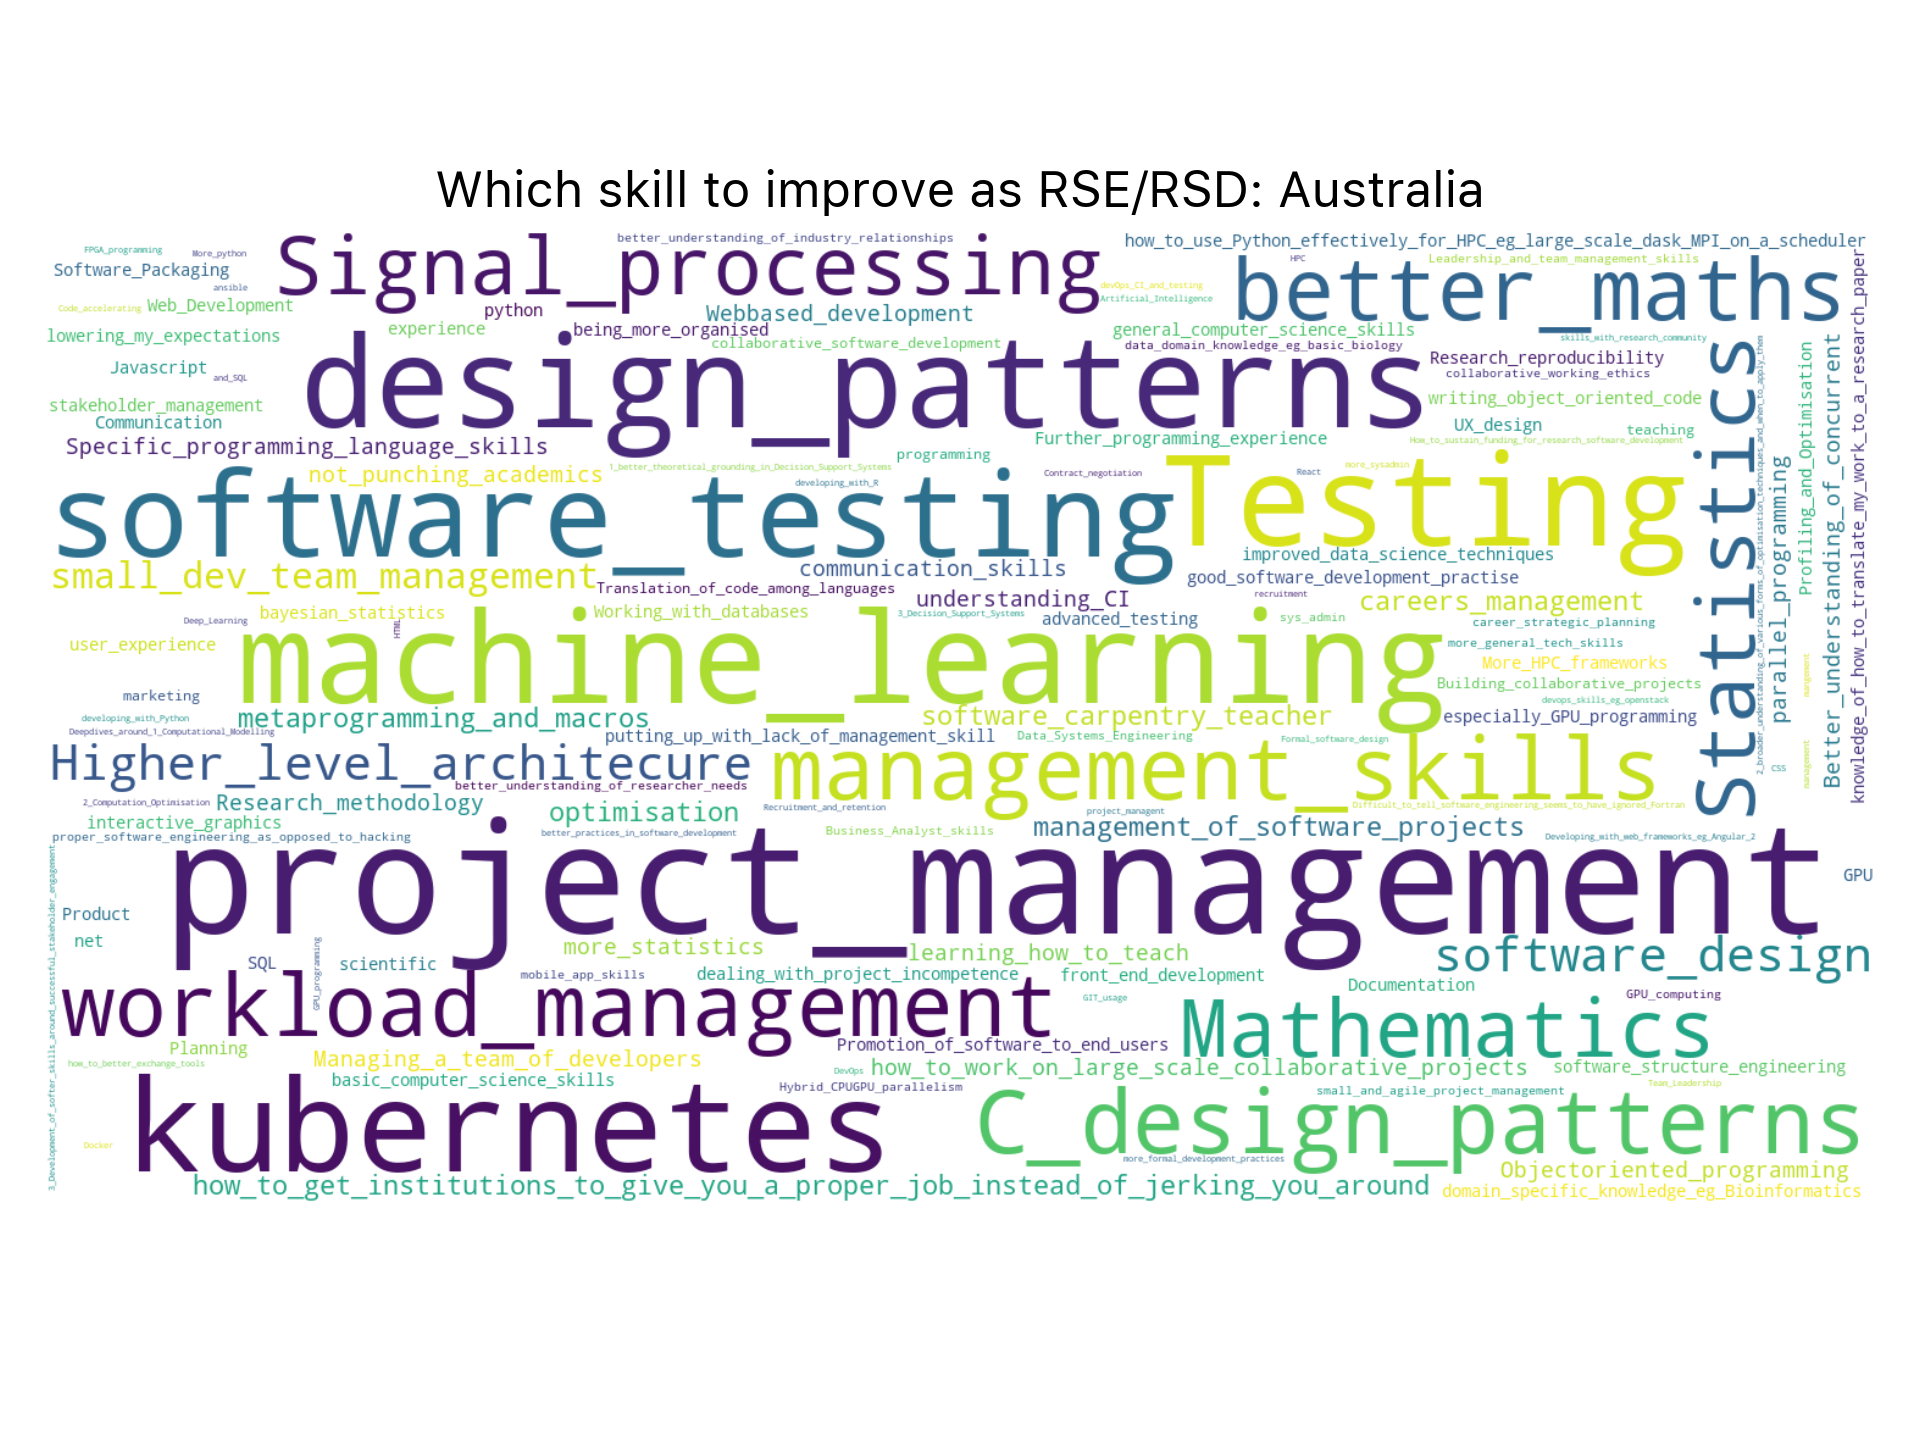 Which skill to improve as RSE/RSD: Australia
FPGA_programming
More_python
Software_Packaging
ansible
Signal_processing
better_understanding_of_industry_relationships
how_to_use_Python_effectively_for_HPC_eg_large_scale_dask_MPI_on_a_scheduler
HPC
Leadership_and_team_management_skills
better_maths
Code_accelerating
Web_Development
python
Webbased_development
devOps_CI_and_testing
Artificial_Intelligence
lowering_my_expectations
experience
being_more_organised
collaborative_software_development
general_computer_science_skills
data_domain_knowledge_eg_basic_biology
skills_with_research_community
Javascript
and_SQL
design_patterns
Research_reproducibility
collaborative_working_ethics
stakeholder_management
Communication
writing_object_oriented_code
UX_design
teaching
Specific_programming_language_skills
Further_programming_experience
How_to_sustain_funding_for_research_software_development
not_punching_academics
1_better_theoretical_grounding_in_Decision_Support_Systems
programming
developing_with_R
Contract_negotiation
React
more_sysadmin
software_testing
Testing
Statistics
2_broader_understanding_of_various_forms_of_optimisation_techniques_and_when_to_apply_them
parallel_programming
Profiling_and_Optimisation
Better_understanding_of_concurrent
knowledge_of_how_to_translate_my_work_to_a_research_paper
small_dev_team_management
communication_skills
improved_data_science_techniques
Translation_of_code_among_languages
good_software_development_practise
understanding_CI
recruitment
careers_management
Deep_Learning
bayesian_statistics
HTML
Working_with_databases
3_Decision_Support_Systems
advanced_testing
sys_admin
career_strategic_planning
user_experience
machine_learning
more_general_tech_skills
More_HPC_frameworks
mangement
marketing
Building_collaborative_projects
devops_skills_eg_openstack
developing_with_Python
metaprogramming_and_macros
software_carpentry_teacher
especially_GPU_programming
Deepdives_around_1_Computational_Modelling
putting_up_with_lack_of_management_skill
Data_Systems_Engineering
Formal_software_design
Higher_level_architecure
management_skills
CSS
management
better_understanding_of_researcher_needs
2_Computation_Optimisation
Research_methodology
optimisation
Recruitment_and_retention
project_managent
Difficult_to_tell_software_engineering_seems_to_have_ignored_Fortran
interactive_graphics
better_practices_in_software_development
Business_Analyst_skills
management_of_software_projects
Developing_with_web_frameworks_eg_Angular_2
proper_software_engineering_as_opposed_to_hacking
3_Development_of_softer_skills_around_successful_stakeholder_engagement
project_management
GPU
Product
net
more_statistics
learning_how_to_teach
software_design
SQL
GPU_programming
scientific
mobile_app_skills
dealing_with_project_incompetence
front_end_development
Documentation
GPU_computing
workload_management
GIT_usage
Mathematics
Planning
Managing_a_team_of_developers
Promotion_of_software_to_end_users
how_to_better_exchange_tools
DevOps
how_to_work_on_large_scale_collaborative_projects
software_structure_engineering
basic_computer_science_skills
Hybrid_CPUGPU_parallelism
small_and_agile_project_management
Team_Leadership
kubernetes
C_design_patterns
Docker
more_formal_development_practices
Objectoriented_programming
how_to_get_institutions_to_give_you_a_proper_job_instead_of_jerking_you_around
domain_specific_knowledge_eg_Bioinformatics